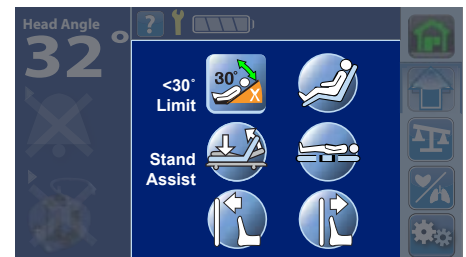 Head Angle
32°
?
<30°
Limit
30°
X
Stand
Assist